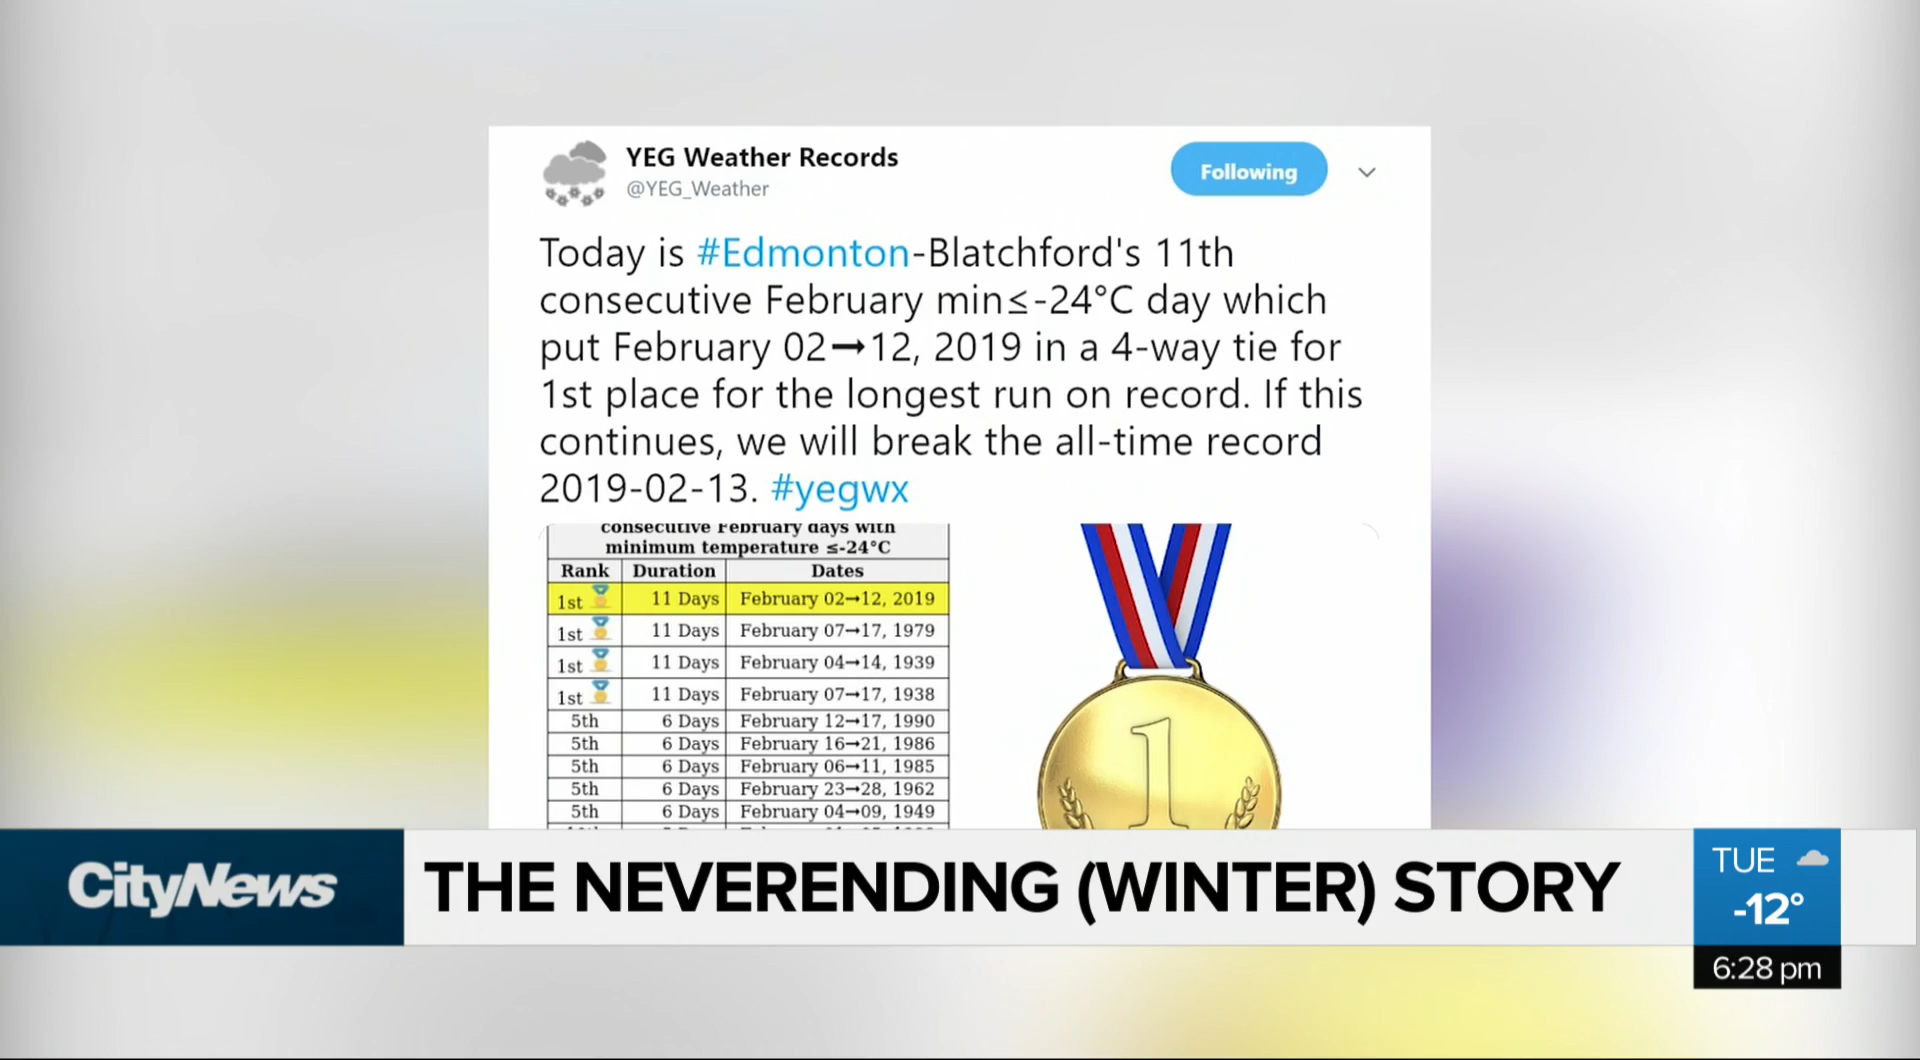 YEG Weather Records
@YEG_Weather
Following
Today is #Edmonton-Blatchford's 11th
consecutive February min≤-24°C day which
put February 02→12, 2019 in a 4-way tie for
1st place for the longest run on record. If this
continues, we will break the all-time record
2019-02-13. #yegwx
consecutive February days with
minimum temperature ≤-24°C
Rank Duration Dates
1st 11 Days February 02→12, 2019
1st 11 Days February 07→17, 1979
1st 11 Days February 04→14, 1939
1st 11 Days February 07→17, 1938
5th 6 Days February 12→17, 1990
5th 6 Days February 16→21, 1986
5th 6 Days February 06→11, 1985
5th 6 Days February 23→28, 1962
5th 6 Days February 04→09, 1949
1
CityNews
THE NEVERENDING (WINTER) STORY
TUE
-12°
6:28 pm